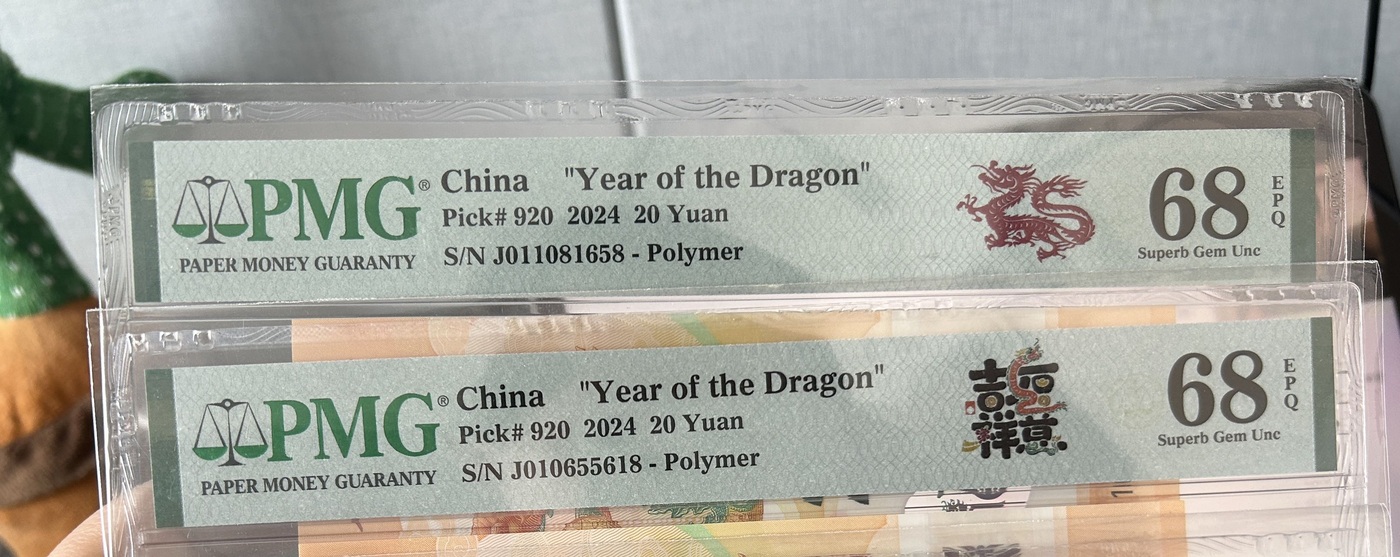 PMG®
PAPER MONEY GUARANTY
China "Year of the Dragon"
Pick# 920 2024 20 Yuan
S/N J011081658 - Polymer
68
EPQ
Superb Gem Unc
PMG®
PAPER MONEY GUARANTY
China "Year of the Dragon"
Pick# 920 2024 20 Yuan
S/N J010655618 - Polymer
吉祥如意
68
EPQ
Superb Gem Unc